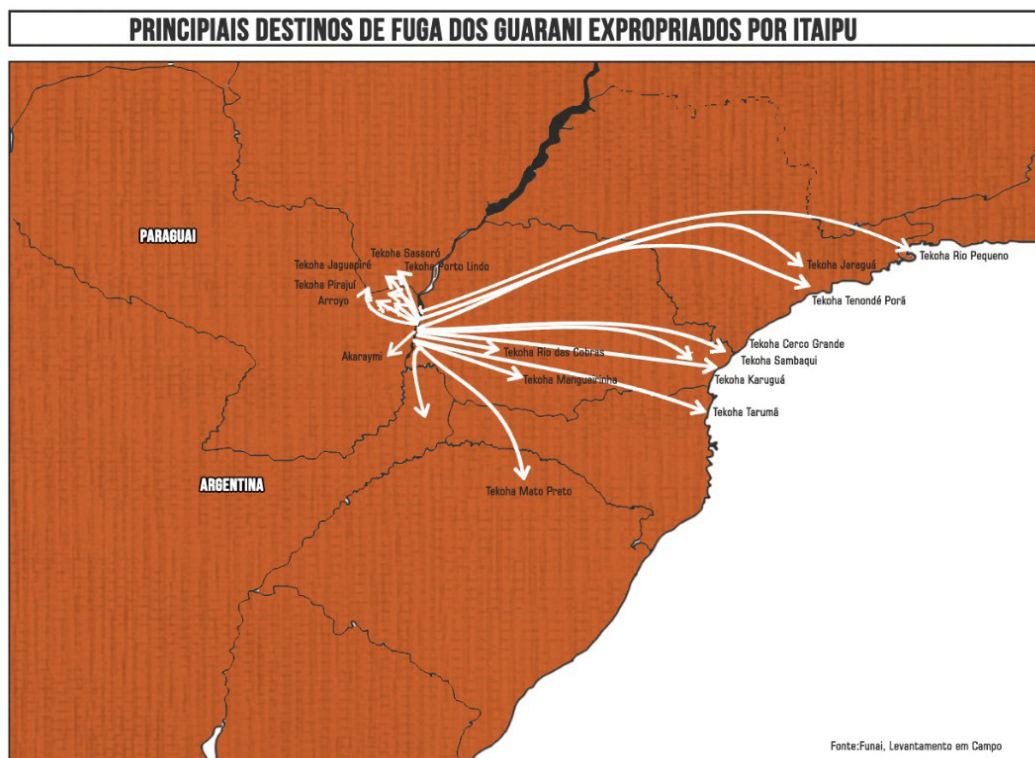 PRINCIPAIS DESTINOS DE FUGA DOS GUARANI EXPROPRIADOS POR ITAIPU
PARAGUAI
Tekoha Sassoró
Tekoha Jaguapiré
Tekoha Porto Lindo
Tekoha Pirajuí
Arroyo
Akaraymi
Tekoha Rio Pequeno
Tekoha Jaraguá
Tekoha Tenondé Porã
Tekoha Cerco Grande
Tekoha Rio das Cobras
Tekoha Sambaqui
Tekoha Mangueirinha
Tekoha Karuguá
Tekoha Tarumã
ARGENTINA
Tekoha Mato Preto
Fonte:Funai, Levantamento em Campo